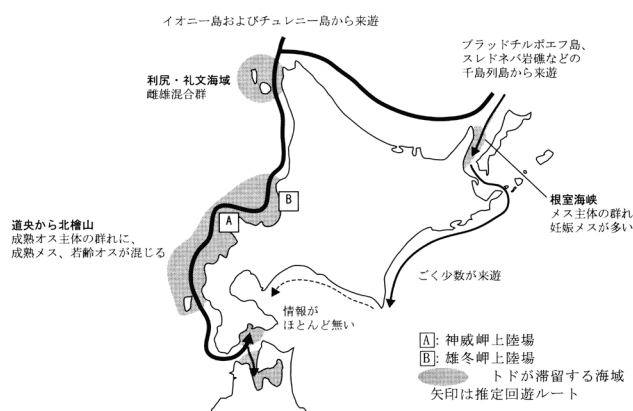 イオニー島およびチュレニー島から来遊
ブラッドチルポエフ島、
スレドネバ岩礁などの
千島列島から来遊
利尻・礼文海域
雌雄混合群
根室海峡
メス主体の群れ
妊娠メスが多い
B
A
道央から北檜山
成熟オス主体の群れに、
成熟メス、若齢オスが混じる
ごく少数が来遊
情報が
ほとんど無い
A: 神威岬上陸場
B: 雄冬岬上陸場
トドが滞留する海域
矢印は推定回遊ルート